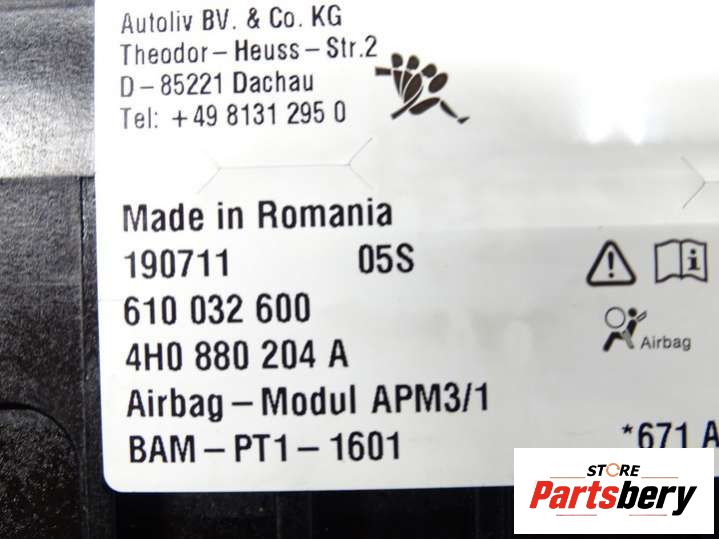 Autoliv BV. & Co. KG
Theodor-Heuss-Str.2
D-85221 Dachau
Tel: +49 8131 295 0
Made in Romania
190711 05S
610 032 600
4H0 880 204 A
Airbag-Modul APM3/1
BAM-PT1-1601
Airbag
*671 A
STORE
Partsbery